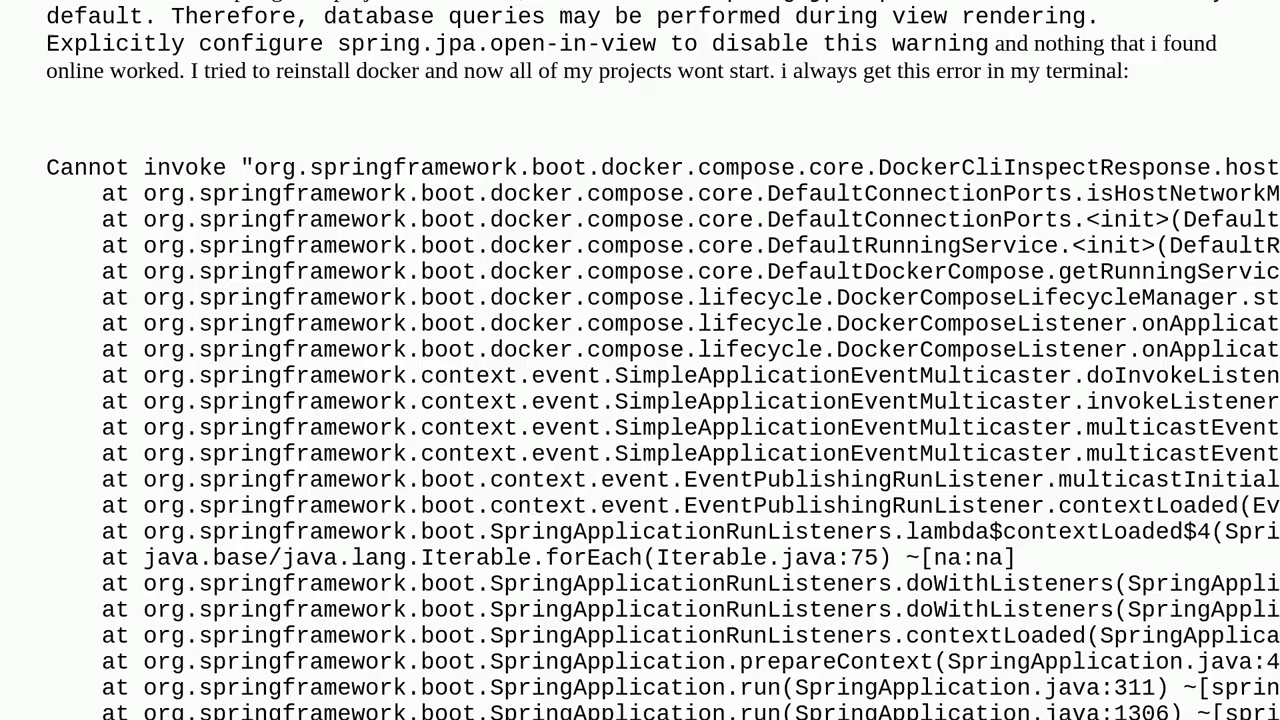 default. Therefore, database queries may be performed during view rendering.
Explicitly configure spring.jpa.open-in-view to disable this warning and nothing that i found
online worked. I tried to reinstall docker and now all of my projects wont start. i always get this error in my terminal:
Cannot invoke "org.springframework.boot.docker.compose.core.DockerCliInspectResponse.host
at org.springframework.boot.docker.compose.core.DefaultConnectionPorts.isHostNetworkM
at org.springframework.boot.docker.compose.core.DefaultConnectionPorts.<init>(Default
at org.springframework.boot.docker.compose.core.DefaultRunningService.<init>(DefaultR
at org.springframework.boot.docker.compose.core.DefaultDockerCompose.getRunningServic
at org.springframework.boot.docker.compose.lifecycle.DockerComposeLifecycleManager.st
at org.springframework.boot.docker.compose.lifecycle.DockerComposeListener.onApplicat
at org.springframework.boot.docker.compose.lifecycle.DockerComposeListener.onApplicat
at org.springframework.context.event.SimpleApplicationEventMulticaster.doInvokeListen
at org.springframework.context.event.SimpleApplicationEventMulticaster.invokeListener
at org.springframework.context.event.SimpleApplicationEventMulticaster.multicastEvent
at org.springframework.context.event.SimpleApplicationEventMulticaster.multicastEvent
at org.springframework.boot.context.event.EventPublishingRunListener.multicastInitial
at org.springframework.boot.context.event.EventPublishingRunListener.contextLoaded(Ev
at org.springframework.boot.SpringApplicationRunListeners.lambda$contextLoaded$4(Spri
at java.base/java.lang.Iterable.forEach(Iterable.java:75) ~[na:na]
at org.springframework.boot.SpringApplicationRunListeners.doWithListeners(SpringAppli
at org.springframework.boot.SpringApplicationRunListeners.doWithListeners(SpringAppli
at org.springframework.boot.SpringApplicationRunListeners.contextLoaded(SpringApplica
at org.springframework.boot.SpringApplication.prepareContext(SpringApplication.java:4
at org.springframework.boot.SpringApplication.run(SpringApplication.java:311) ~[sprin
at org.springframework.boot.SpringApplication.run(SpringApplication.java:1306) ~[spri